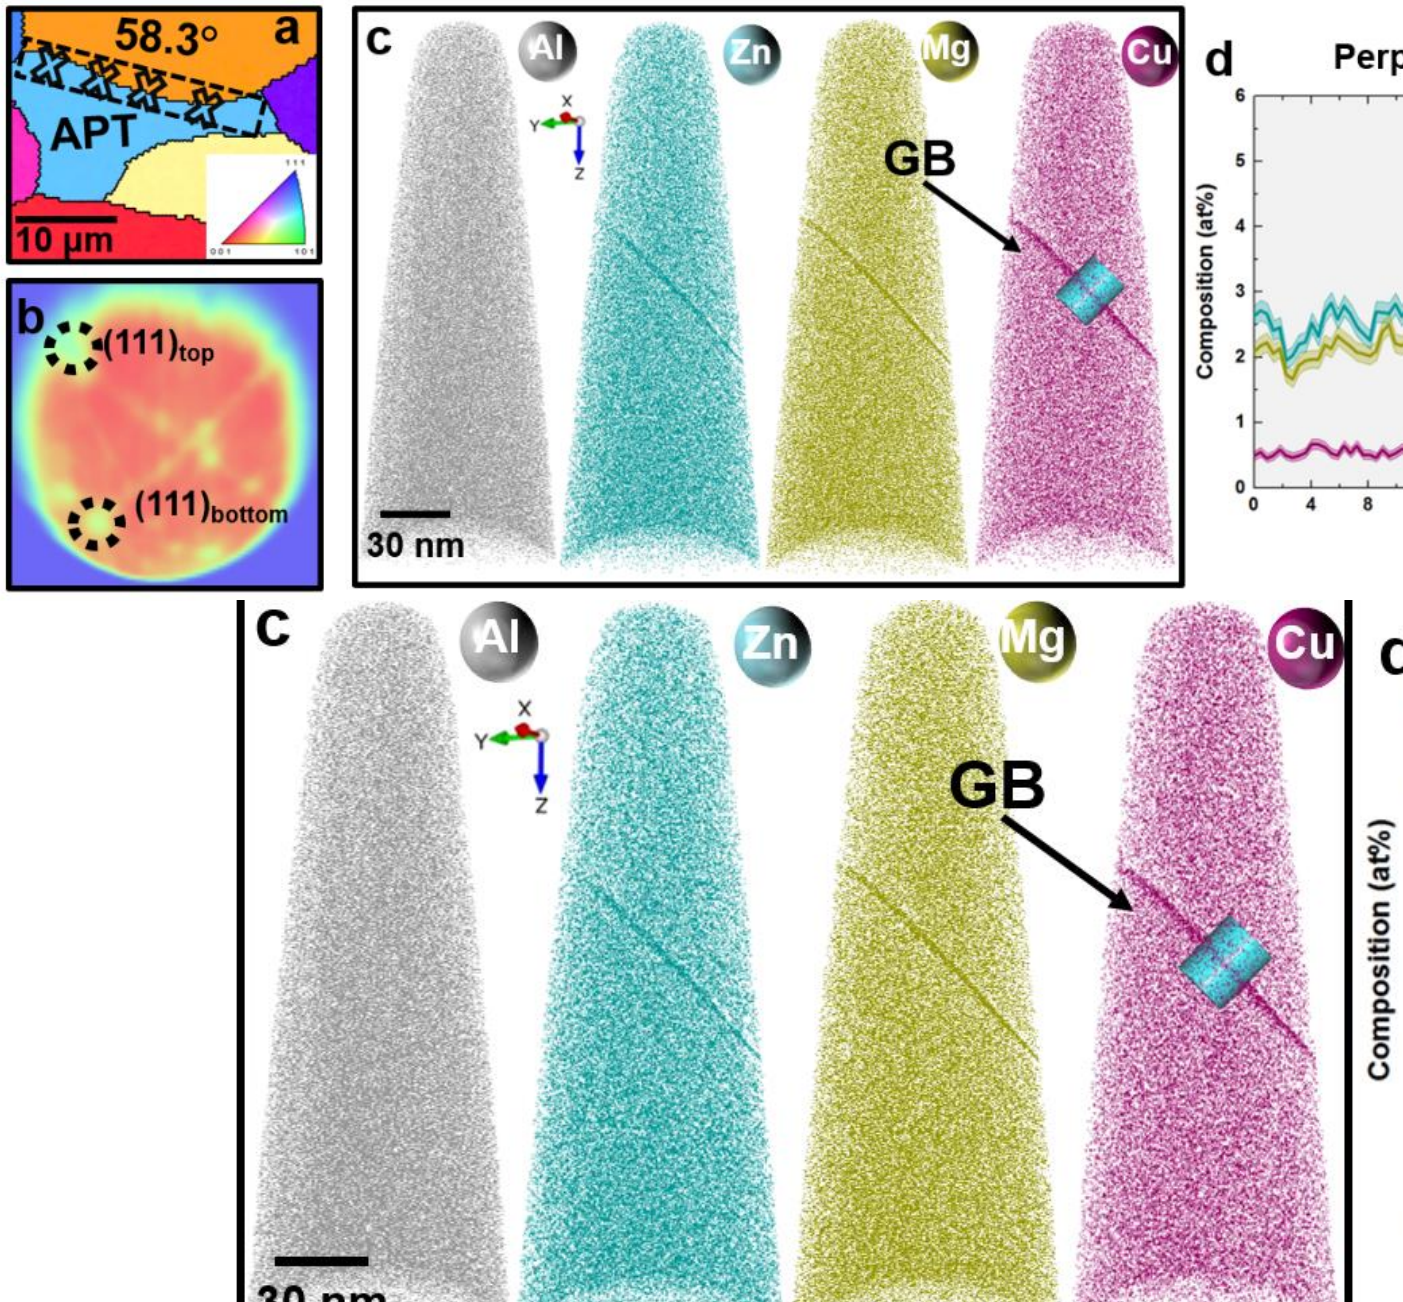 a
58.3°
APT
111
001
101
10 µm
b
(111)top
(111)bottom
c
Al
Zn
Mg
Cu
X
Y
Z
GB
30 nm
d
Perp
Composition (at%)
6
5
4
3
2
1
0
0 4 8
c
Al
Zn
Mg
Cu
X
Y
Z
GB
Composition (at%)
30 nm